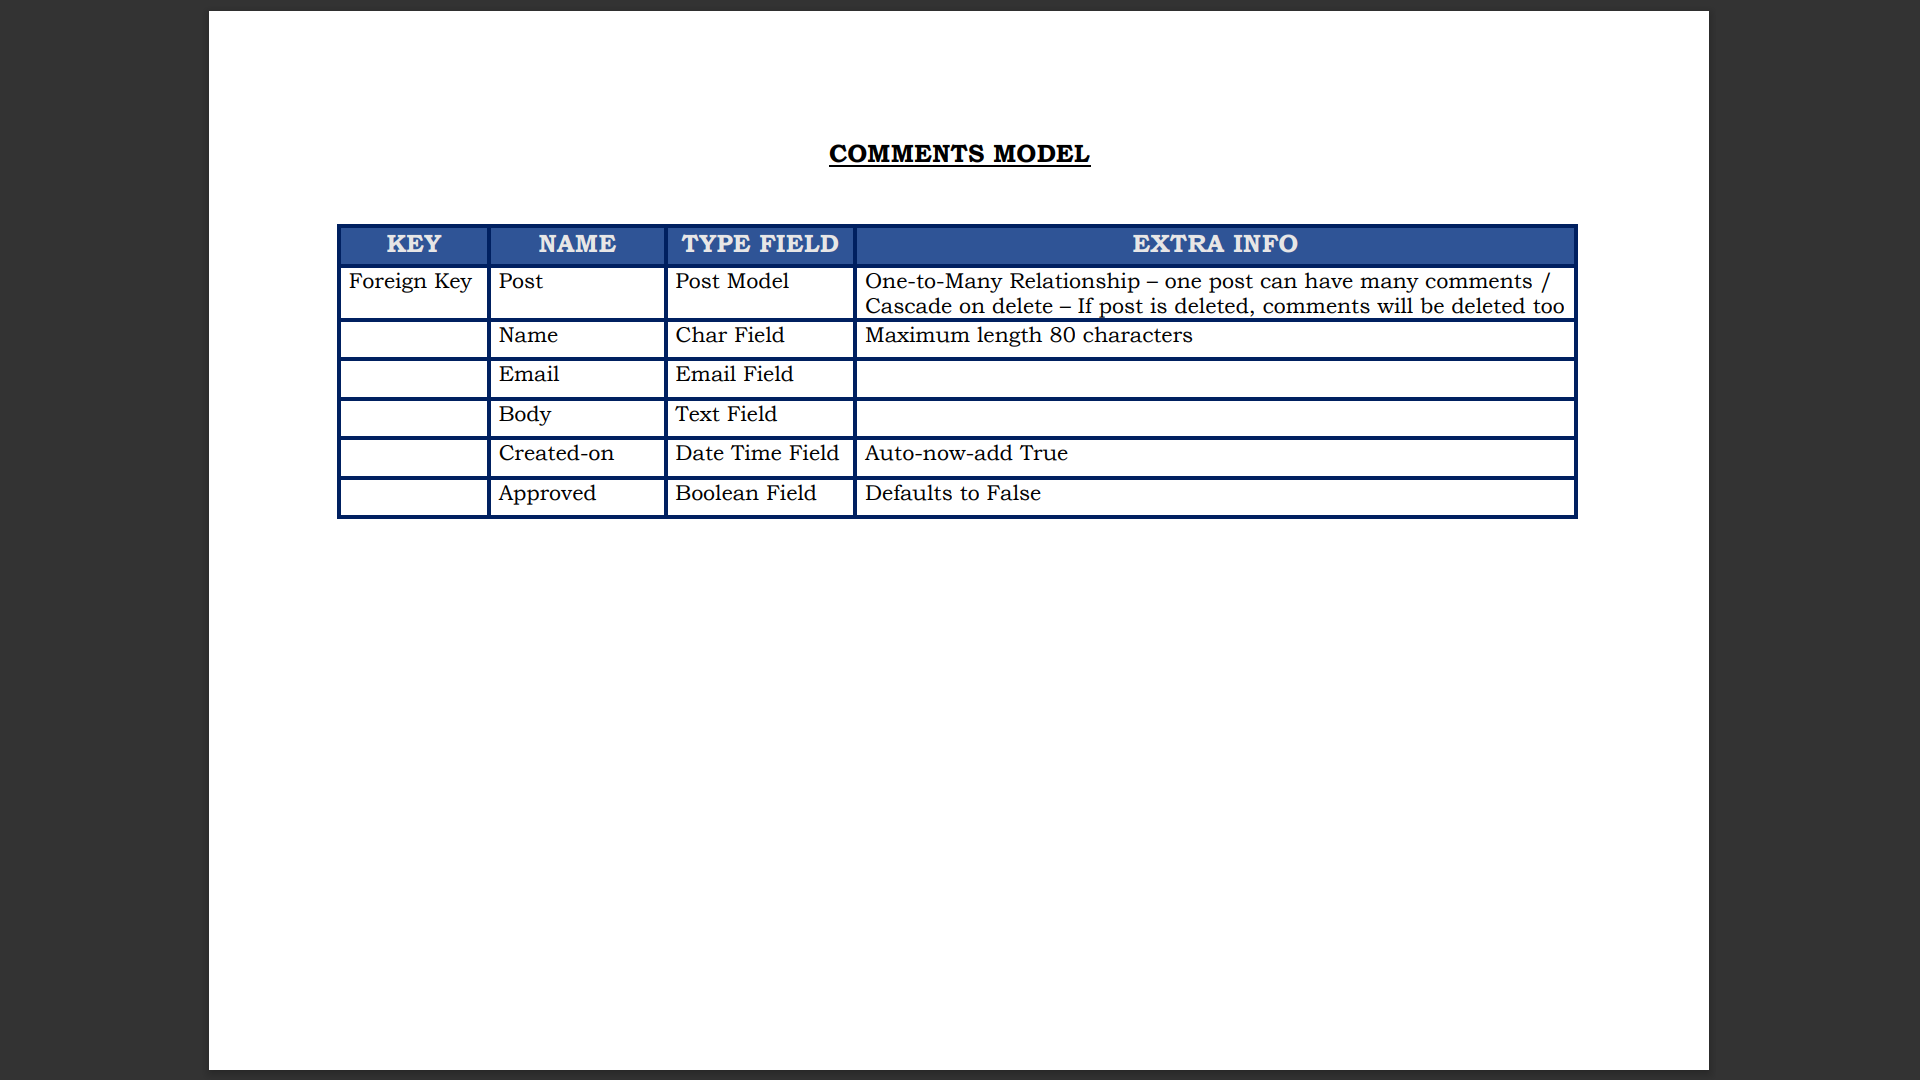 COMMENTS MODEL
KEY NAME TYPE FIELD EXTRA INFO
Foreign Key Post Post Model One-to-Many Relationship – one post can have many comments /
Cascade on delete – If post is deleted, comments will be deleted too
Name Char Field Maximum length 80 characters
Email Email Field
Body Text Field
Created-on Date Time Field Auto-now-add True
Approved Boolean Field Defaults to False